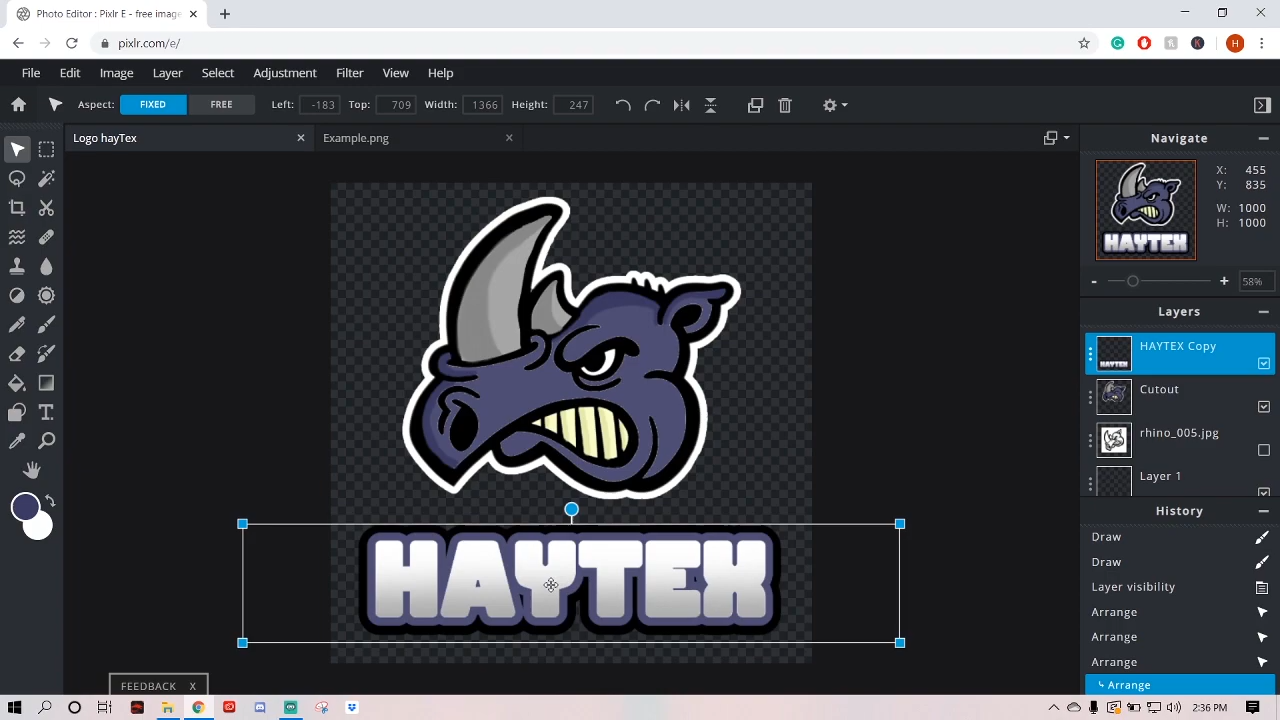 Photo Editor: Pixlr E - free image
pixlr.com/e/
File Edit Image Layer Select Adjustment Filter View Help
Aspect: FIXED FREE Left: -183 Top: 709 Width: 1366 Height: 247
Logo hayTex
Example.png
Navigate
X: 455
Y: 835
W: 1000
H: 1000
HAYTEX
- + 58%
Layers
HAYTEX Copy
Cutout
rhino_005.jpg
Layer 1
History
Draw
Draw
Layer visibility
Arrange
Arrange
Arrange
Arrange
HAYTEX
FEEDBACK X
2:36 PM